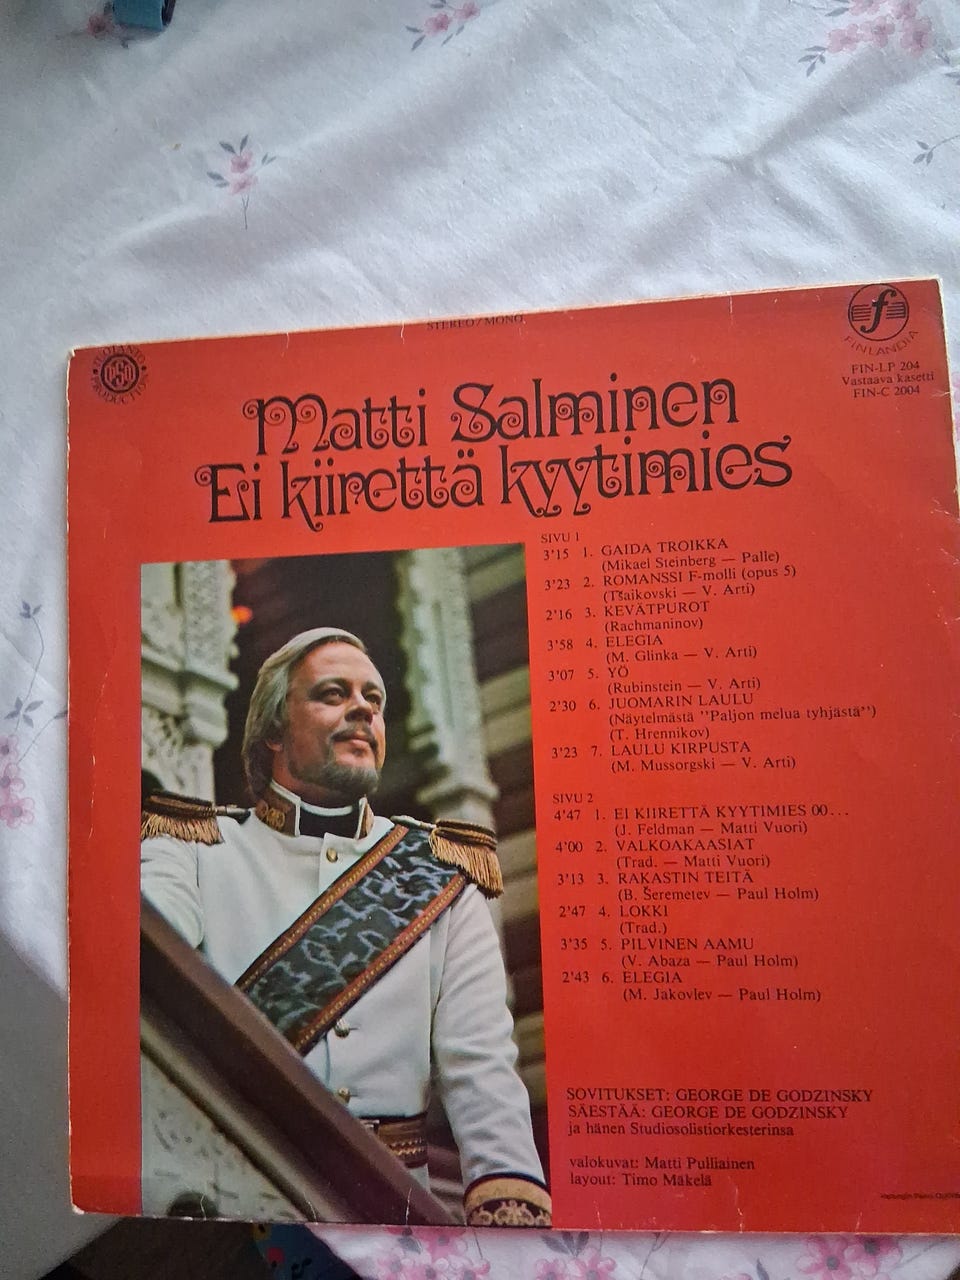 STEREO/MONO
TUOTANTO
PSO
PRODUCTION
f
FINLANDIA
FIN-LP 204
Vastaava kasetti
FIN-C 2004
Matti Salminen
Ei kiirettä kyytimies
SIVU 1
3'15 1. GAIDA TROIKKA
(Mikael Steinberg — Palle)
3'23 2. ROMANSSI F-molli (opus 5)
(Tšaikovski — V. Arti)
2'16 3. KEVÄTPUROT
(Rachmaninov)
3'58 4. ELEGIA
(M. Glinka — V. Arti)
3'07 5. YÖ
(Rubinstein — V. Arti)
2'30 6. JUOMARIN LAULU
(Näytelmästä "Paljon melua tyhjästä")
(T. Hrennikov)
3'23 7. LAULU KIRPUSTA
(M. Mussorgski — V. Arti)
SIVU 2
4'47 1. EI KIIRETTÄ KYYTIMIES OO...
(J. Feldman — Matti Vuori)
4'00 2. VALKOAKAASIAT
(Trad. — Matti Vuori)
3'13 3. RAKASTIN TEITÄ
(B. Šeremetev — Paul Holm)
2'47 4. LOKKI
(Trad.)
3'35 5. PILVINEN AAMU
(V. Abaza — Paul Holm)
2'43 6. ELEGIA
(M. Jakovlev — Paul Holm)
SOVITUKSET: GEORGE DE GODZINSKY
SÄESTÄÄ: GEORGE DE GODZINSKY
ja hänen Studiosolistiorkesterinsa
valokuvat: Matti Pulliainen
layout: Timo Mäkelä